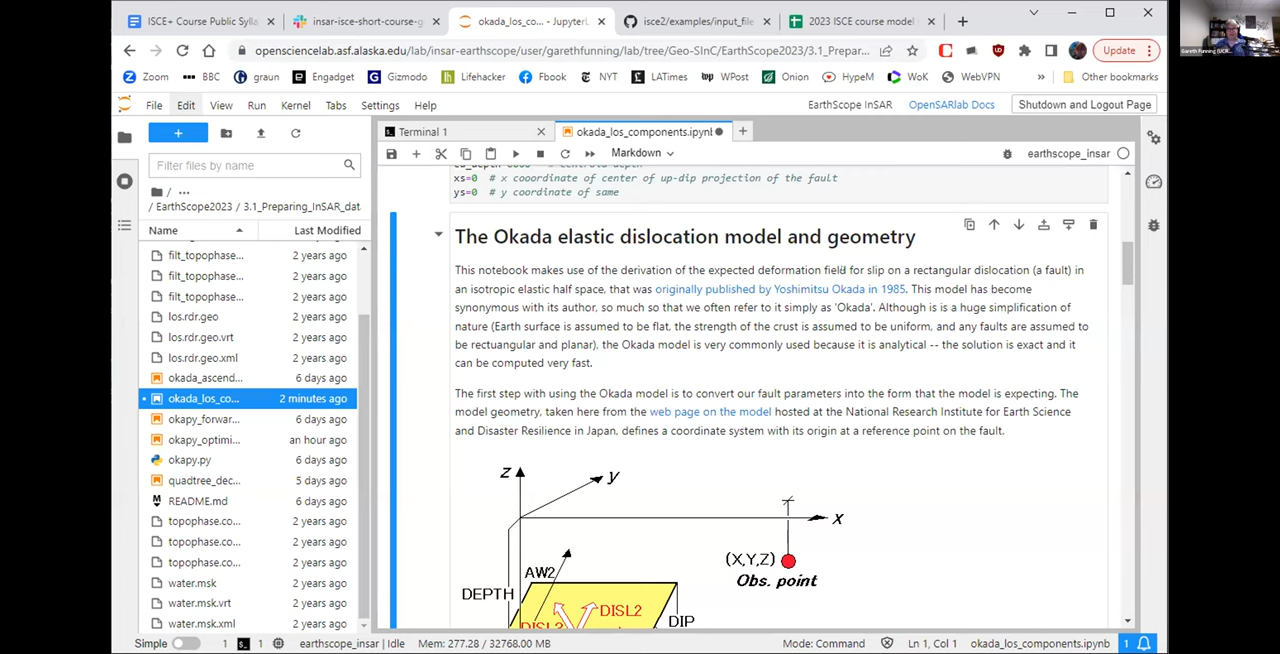 ISCE+ Course Public Sylla
insar-isce-short-course-g
okada_los_co... - JupyterL
isce2/examples/input_file
2023 ISCE course model
opensciencelab.asf.alaska.edu/lab/insar-earthscope/user/garethfunning/lab/tree/Geo-SInC/EarthScope2023/3.1_Prepar...
Update
Gareth Funning (UCR...
Zoom
BBC
graun
Engadget
Gizmodo
Lifehacker
Fbook
NYT
LATimes
WPost
Onion
HypeM
WoK
WebVPN
Other bookmarks
File Edit View Run Kernel Tabs Settings Help
EarthScope InSAR
OpenSARlab Docs
Shutdown and Logout Page
Terminal 1
okada_los_components.ipynb
Filter files by name
Markdown
earthscope_insar
/ ...
/ EarthScope2023 / 3.1_Preparing_InSAR_dat
Name Last Modified
filt_topophase... 2 years ago
filt_topophase... 2 years ago
filt_topophase... 2 years ago
los.rdr.geo 2 years ago
los.rdr.geo.vrt 2 years ago
los.rdr.geo.xml 2 years ago
okada_ascend... 6 days ago
okada_los_co... 2 minutes ago
okapy_forwar... 6 days ago
okapy_optimi... an hour ago
okapy.py 6 days ago
quadtree_dec... 5 days ago
README.md 6 days ago
topophase.co... 2 years ago
topophase.co... 2 years ago
topophase.co... 2 years ago
water.msk 2 years ago
water.msk.vrt 2 years ago
water.msk.xml 2 years ago
xs=0 # x cooordinate of center of up-dip projection of the fault
ys=0 # y coordinate of same
The Okada elastic dislocation model and geometry
This notebook makes use of the derivation of the expected deformation field for slip on a rectangular dislocation (a fault) in
an isotropic elastic half space, that was originally published by Yoshimitsu Okada in 1985. This model has become
synonymous with its author, so much so that we often refer to it simply as 'Okada'. Although is is a huge simplification of
nature (Earth surface is assumed to be flat, the strength of the crust is assumed to be uniform, and any faults are assumed to
be rectuangular and planar), the Okada model is very commonly used because it is analytical -- the solution is exact and it
can be computed very fast.
The first step with using the Okada model is to convert our fault parameters into the form that the model is expecting. The
model geometry, taken here from the web page on the model hosted at the National Research Institute for Earth Science
and Disaster Resilience in Japan, defines a coordinate system with its origin at a reference point on the fault.
z
y
x
(X,Y,Z)
Obs. point
AW2
DEPTH
DISL2
DISL3
DIP
Simple
1
1
earthscope_insar | Idle
Mem: 277.28 / 32768.00 MB
Mode: Command
Ln 1, Col 1
okada_los_components.ipynb
1